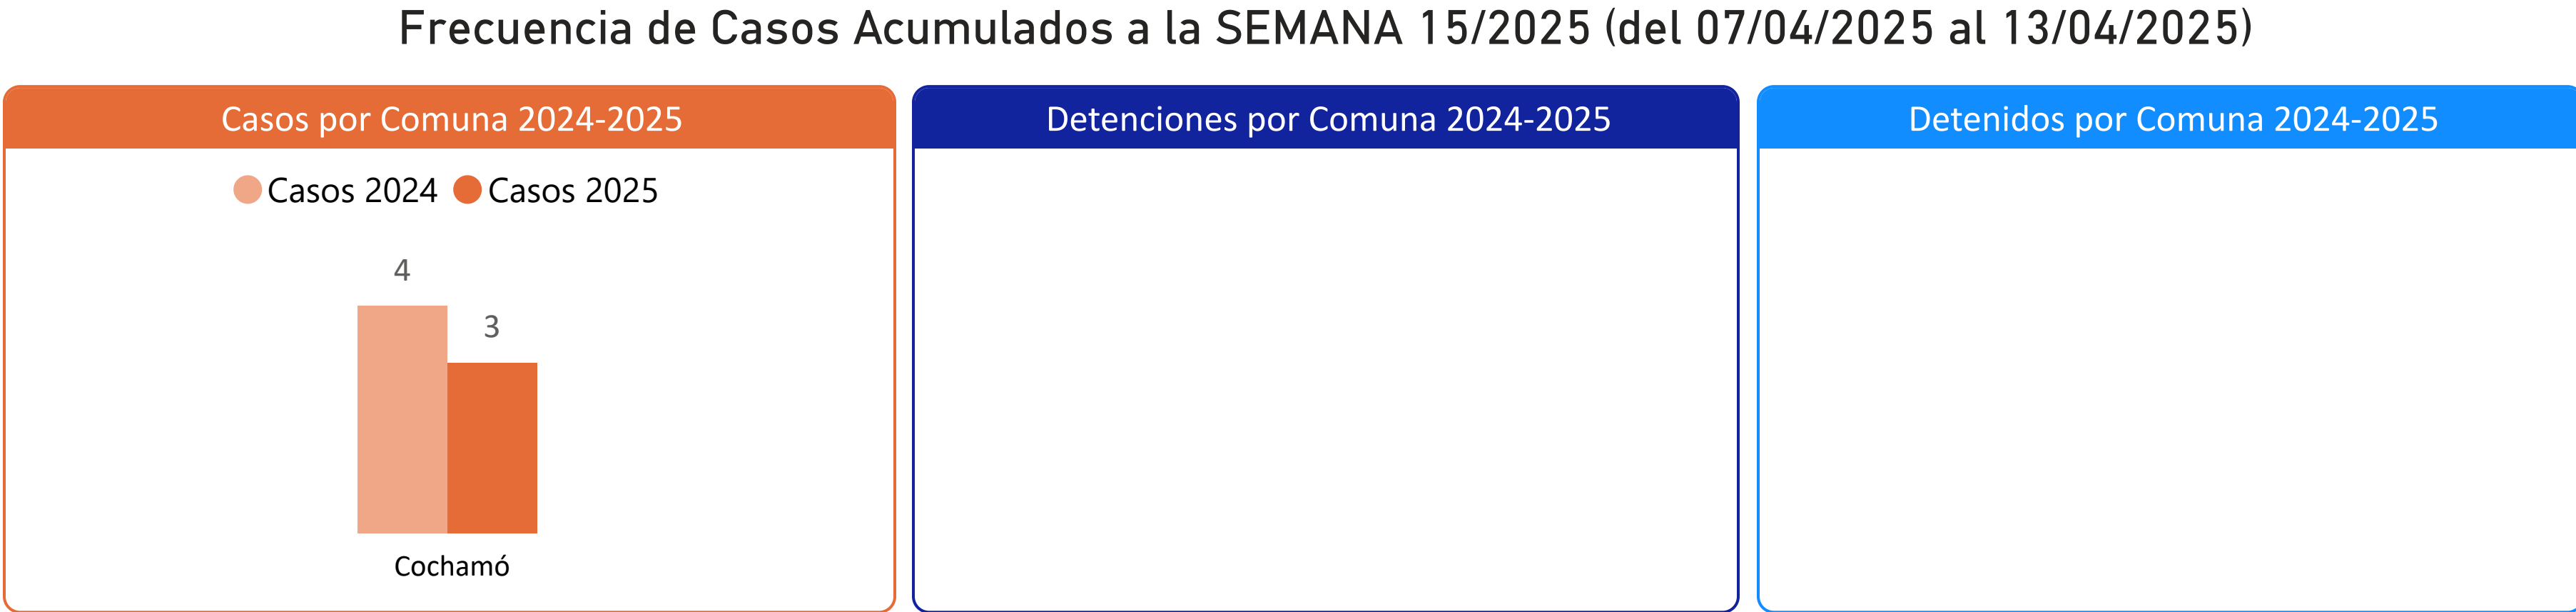 Frecuencia de Casos Acumulados a la SEMANA 15/2025 (del 07/04/2025 al 13/04/2025)
Casos por Comuna 2024-2025
Casos 2024 Casos 2025
4
3
Cochamó
Detenciones por Comuna 2024-2025
Detenidos por Comuna 2024-2025